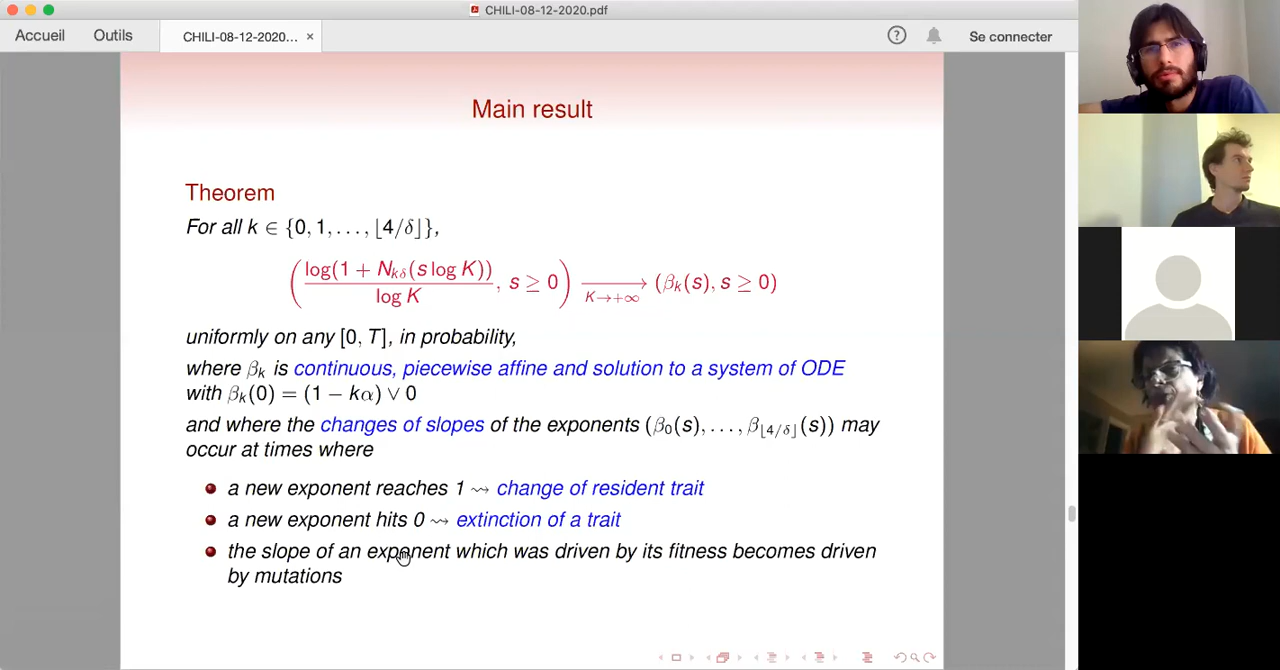 CHILI-08-12-2020.pdf
Accueil Outils CHILI-08-12-2020... × ? Se connecter
Main result
Theorem
For all k ∈ {0, 1, . . . , ⌊4/δ⌋},
( log(1 + N_{kδ}(s log K)) / log K , s ≥ 0 ) ⟶_{K→+∞} (β_k(s), s ≥ 0)
uniformly on any [0, T], in probability,
where β_k is continuous, piecewise affine and solution to a system of ODE
with β_k(0) = (1 − kα) ∨ 0
and where the changes of slopes of the exponents (β_0(s), . . . , β_{⌊4/δ⌋}(s)) may
occur at times where
a new exponent reaches 1 ⇝ change of resident trait
a new exponent hits 0 ⇝ extinction of a trait
the slope of an exponent which was driven by its fitness becomes driven
by mutations